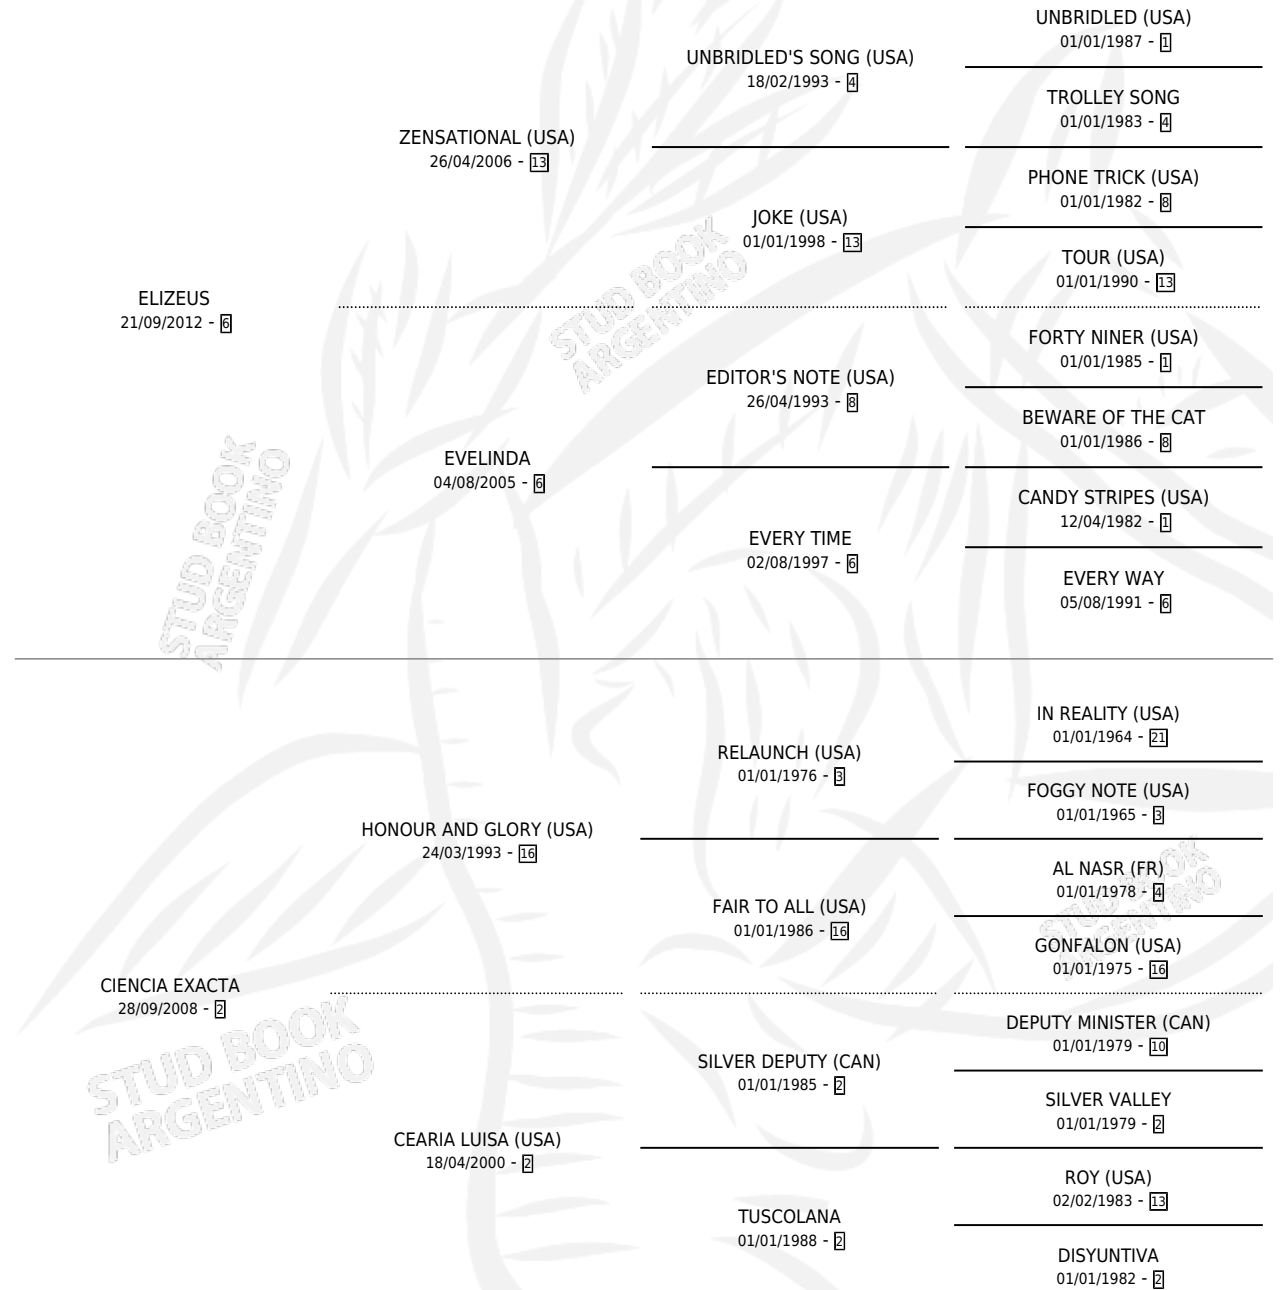 UNBRIDLED (USA)
01/01/1987 - 1
UNBRIDLED'S SONG (USA)
18/02/1993 - 4
TROLLEY SONG
01/01/1983 - 4
ZENSATIONAL (USA)
26/04/2006 - 13
PHONE TRICK (USA)
01/01/1982 - 8
JOKE (USA)
01/01/1998 - 13
TOUR (USA)
01/01/1990 - 13
ELIZEUS
21/09/2012 - 6
FORTY NINER (USA)
01/01/1985 - 1
EDITOR'S NOTE (USA)
26/04/1993 - 8
BEWARE OF THE CAT
01/01/1986 - 8
EVELINDA
04/08/2005 - 6
CANDY STRIPES (USA)
12/04/1982 - 1
EVERY TIME
02/08/1997 - 6
EVERY WAY
05/08/1991 - 6
STUD BOOK
ARGENTINO
STUD BOOK
ARGENTINO
IN REALITY (USA)
01/01/1964 - 21
RELAUNCH (USA)
01/01/1976 - 3
FOGGY NOTE (USA)
01/01/1965 - 3
HONOUR AND GLORY (USA)
24/03/1993 - 16
AL NASR (FR)
01/01/1978 - 4
FAIR TO ALL (USA)
01/01/1986 - 16
GONFALON (USA)
01/01/1975 - 16
CIENCIA EXACTA
28/09/2008 - 2
DEPUTY MINISTER (CAN)
01/01/1979 - 10
SILVER DEPUTY (CAN)
01/01/1985 - 2
SILVER VALLEY
01/01/1979 - 2
CEARIA LUISA (USA)
18/04/2000 - 2
ROY (USA)
02/02/1983 - 13
TUSCOLANA
01/01/1988 - 2
DISYUNTIVA
01/01/1982 - 2
STUD BOOK
ARGENTINO
STUD BOOK
ARGENTINO